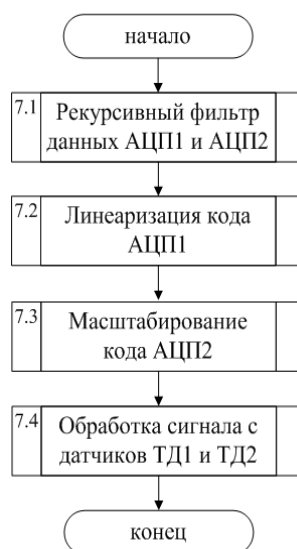 начало
7.1
Рекурсивный фильтр
данных АЦП1 и АЦП2
7.2
Линеаризация кода
АЦП1
7.3
Масштабирование
кода АЦП2
7.4
Обработка сигнала с
датчиков ТД1 и ТД2
конец